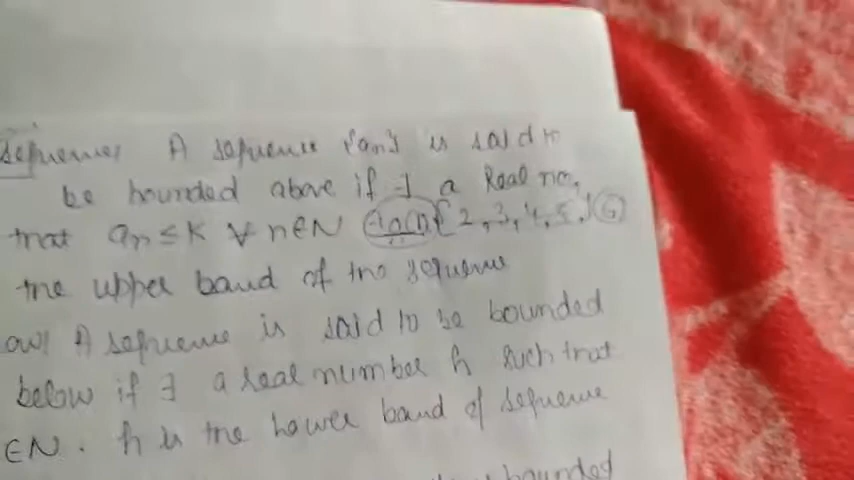 A sequence {an} is said to
be bounded above if ∃ a Real no.
that an ≤ K ∀ n∈N {2,3,4,5,} 6
the upper band of the sequence
ow! A sequence is said to be bounded
below if ∃ a real number h such that
∈N. h is the lower band of sequence
bounded